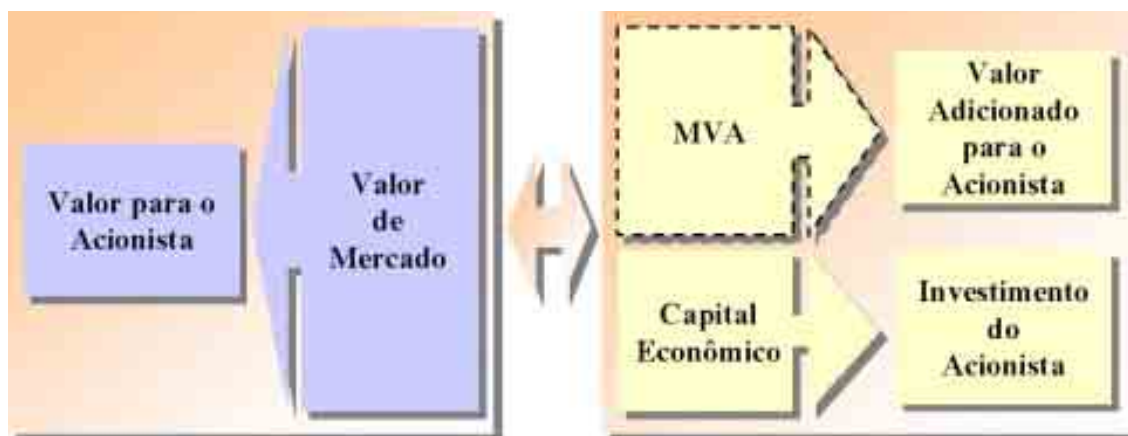 Valor para o
Acionista
Valor
de
Mercado
MVA
Valor
Adicionado
para o
Acionista
Capital
Econômico
Investimento
do
Acionista